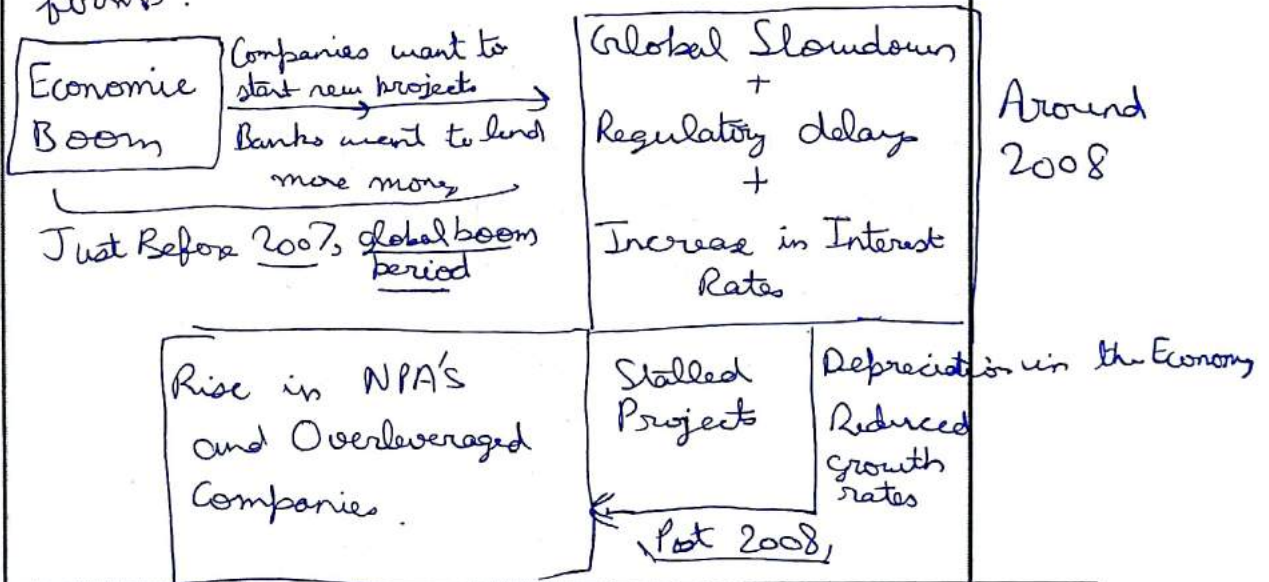 Economic
Boom
Companies want to
start new projects
Banks want to lend
more money
Just Before 2007, global boom
period
Global Slowdown
+
Regulatory delays
+
Increase in Interest
Rates
Around
2008
Rise in NPA'S
and Overleveraged
Companies.
Stalled
Projects
Depreciation in the Economy
Reduced
growth
rates
Post 2008,